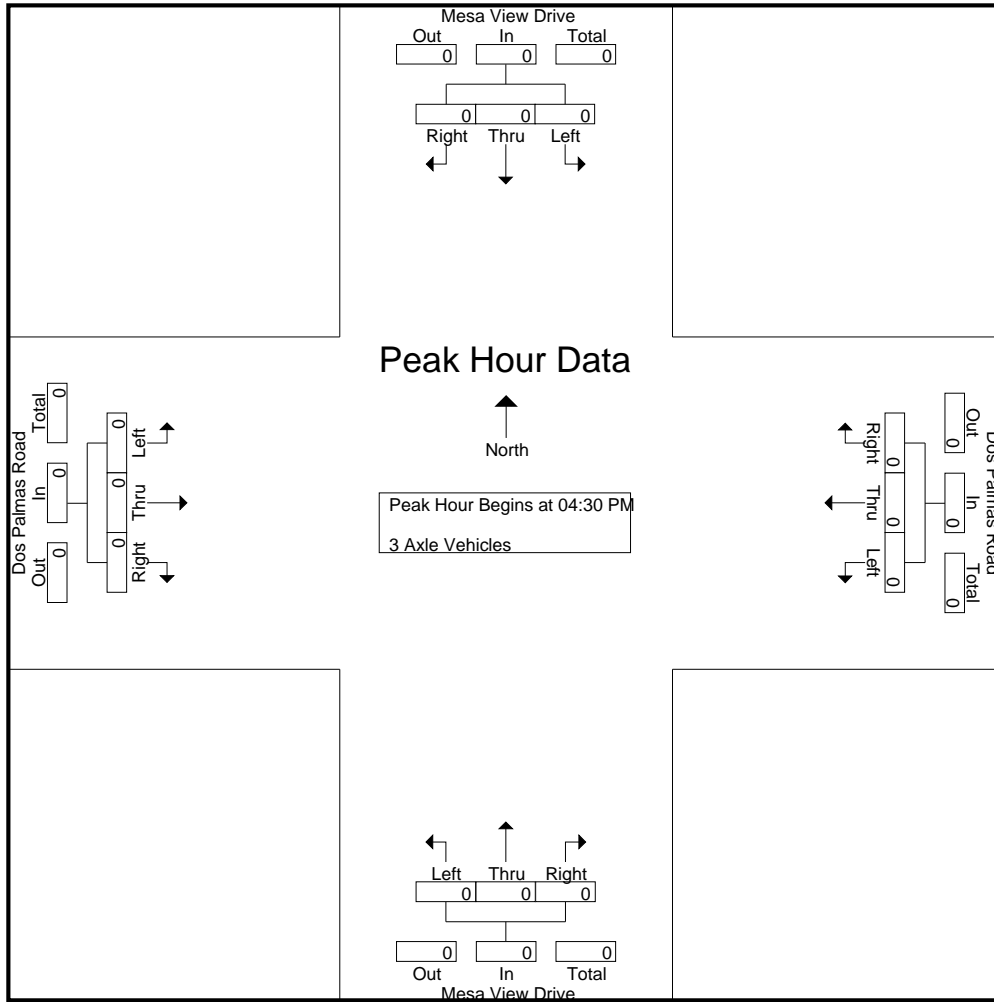 Mesa View Drive
Out In Total
0 0 0
0 0 0
Right Thru Left
Peak Hour Data
North
Peak Hour Begins at 04:30 PM
3 Axle Vehicles
Dos Palmas Road
Total In Out
0 0 0
0 0 0
Left Thru Right
Right Thru Left
0 0 0
0 0 0
Out In Total
Dos Palmas Road
Left Thru Right
0 0 0
0 0 0
Out In Total
Mesa View Drive